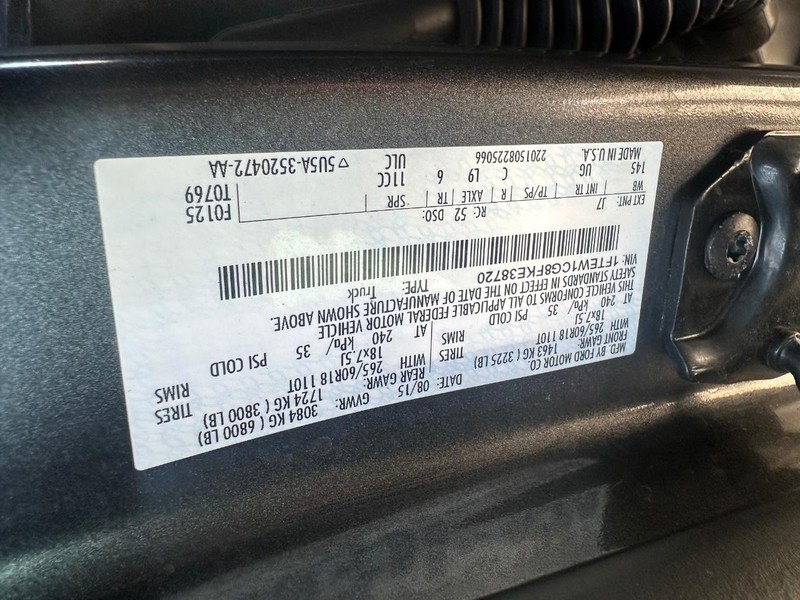 MFD. BY FORD MOTOR CO.
DATE: 08/15 GVWR: 3084 KG ( 6800 LB)
FRONT GAWR: REAR GAWR:
1463 KG ( 3225 LB) 1724 KG ( 3800 LB)
WITH TIRES WITH TIRES
265/60R18 110T 265/60R18 110T
18x7.5J RIMS 18x7.5J RIMS
AT 240 kPa/ 35 PSI COLD AT 240 kPa/ 35 PSI COLD
THIS VEHICLE CONFORMS TO ALL APPLICABLE FEDERAL MOTOR VEHICLE
SAFETY STANDARDS IN EFFECT ON THE DATE OF MANUFACTURE SHOWN ABOVE.
VIN: 1FTEW1CG8FKE38720
TYPE: Truck
EXT PNT: J7 RC: 52 DSO: F0125
WB INT TR TP/PS R AXLE TR SPR T0769
145 UG C L9 6 11CC
ULC
MADE IN U.S.A. 220150825066 ▽5U5A-3520472-AA